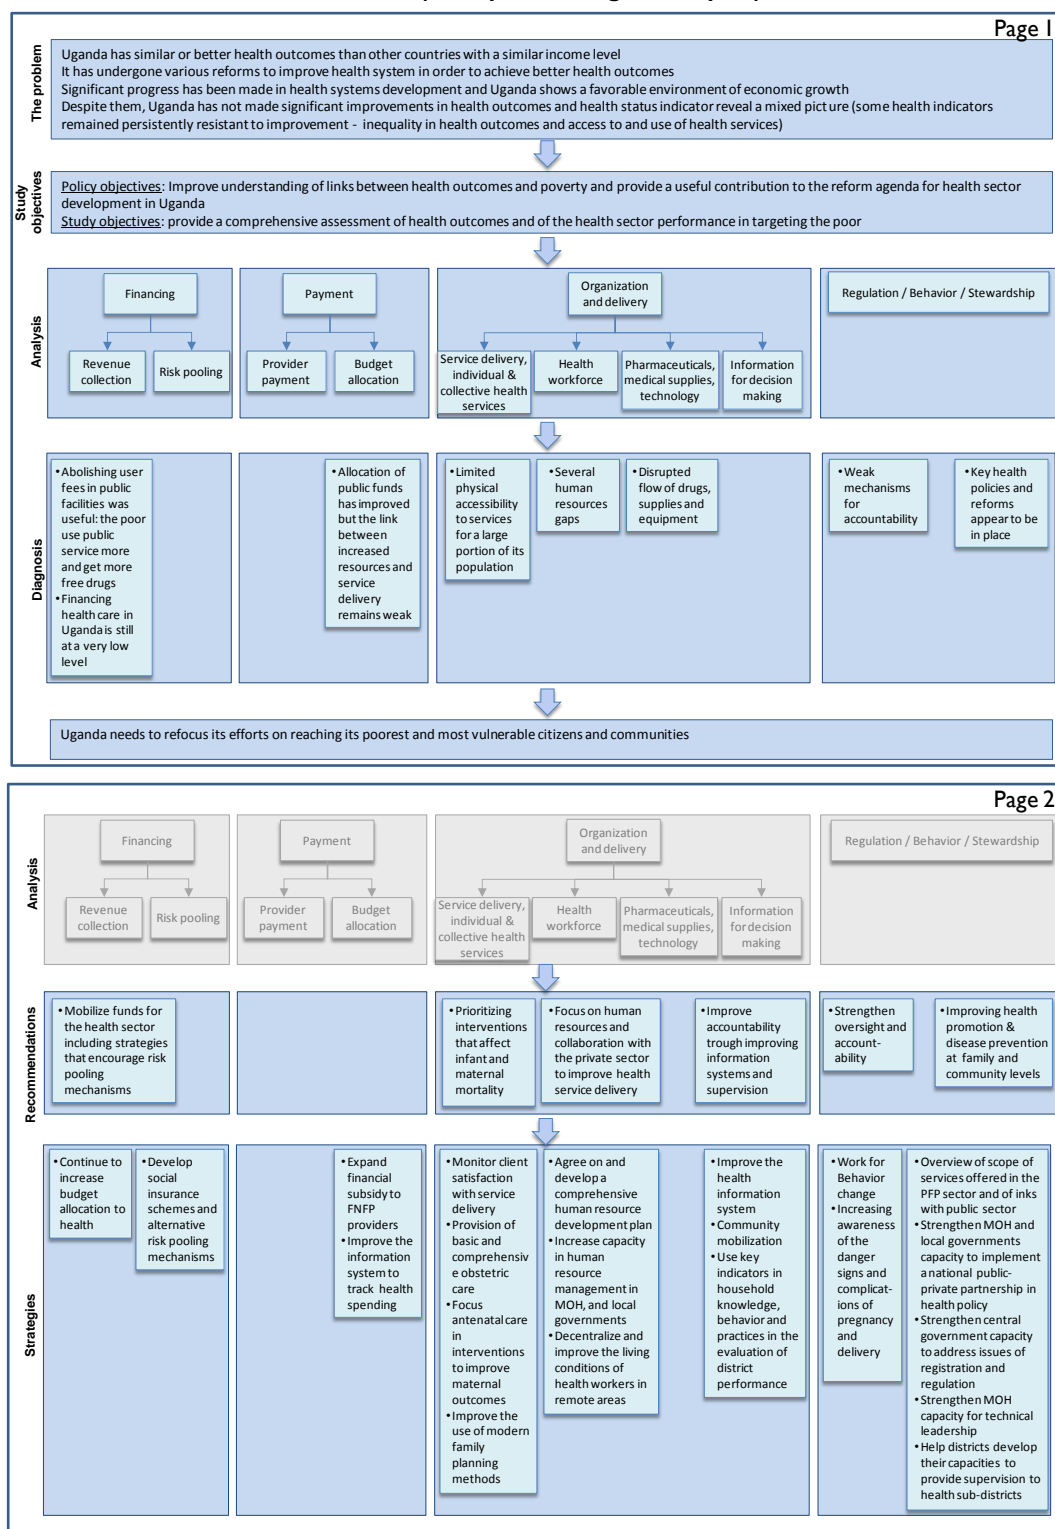 Page 1
The problem
Uganda has similar or better health outcomes than other countries with a similar income level
It has undergone various reforms to improve health system in order to achieve better health outcomes
Significant progress has been made in health systems development and Uganda shows a favorable environment of economic growth
Despite them, Uganda has not made significant improvements in health outcomes and health status indicator reveal a mixed picture (some health indicators
remained persistently resistant to improvement - inequality in health outcomes and access to and use of health services)
Study
objectives
Policy objectives: Improve understanding of links between health outcomes and poverty and provide a useful contribution to the reform agenda for health sector
development in Uganda
Study objectives: provide a comprehensive assessment of health outcomes and of the health sector performance in targeting the poor
Analysis
Financing
Revenue
collection
Risk pooling
Payment
Provider
payment
Budget
allocation
Organization
and delivery
Service delivery,
individual &
collective health
services
Health
workforce
Pharmaceuticals,
medical supplies,
technology
Information
for decision
making
Regulation / Behavior / Stewardship
Diagnosis
• Abolishing user
fees in public
facilities was
useful: the poor
use public
service more
and get more
free drugs
• Financing
health care in
Uganda is still
at a very low
level
• Allocation of
public funds
has improved
but the link
between
increased
resources and
service
delivery
remains weak
• Limited
physical
accessibility
to services
for a large
portion of its
population
• Several
human
resources
gaps
• Disrupted
flow of drugs,
supplies and
equipment
• Weak
mechanisms
for
accountability
• Key health
policies and
reforms
appear to be
in place
Uganda needs to refocus its efforts on reaching its poorest and most vulnerable citizens and communities
Page 2
Analysis
Financing
Revenue
collection
Risk pooling
Payment
Provider
payment
Budget
allocation
Organization
and delivery
Service delivery,
individual &
collective health
services
Health
workforce
Pharmaceuticals,
medical supplies,
technology
Information
for decision
making
Regulation / Behavior / Stewardship
Recommendations
• Mobilize funds for
the health sector
including strategies
that encourage risk
pooling
mechanisms
• Prioritizing
interventions
that affect
infant and
maternal
mortality
• Focus on human
resources and
collaboration with
the private sector
to improve health
service delivery
• Improve
accountability
trough improving
information
systems and
supervision
• Strengthen
oversight and
account-
ability
• Improving health
promotion &
disease prevention
at family and
community levels
Strategies
• Continue to
increase
budget
allocation to
health
• Develop
social
insurance
schemes and
alternative
risk pooling
mechanisms
• Expand
financial
subsidy to
FNFP
providers
• Improve the
information
system to
track health
spending
• Monitor client
satisfaction
with service
delivery
• Provision of
basic and
comprehensiv
e obstetric
care
• Focus
antenatal care
in
interventions
to improve
maternal
outcomes
• Improve the
use of modern
family
planning
methods
• Agree on and
develop a
comprehensive
human resource
development plan
• Increase capacity
in human
resource
management in
MOH, and local
governments
• Decentralize and
improve the living
conditions of
health workers in
remote areas
• Improve the
health
information
system
• Community
mobilization
• Use key
indicators in
household
knowledge,
behavior and
practices in the
evaluation of
district
performance
• Work for
Behavior
change
• Increasing
awareness
of the
danger
signs and
complicat-
ions of
pregnancy
and
delivery
• Overview of scope of
services offered in the
PFP sector and of inks
with public sector
• Strengthen MOH and
local governments
capacity to implement
a national public-
private partnership in
health policy
• Strengthen central
government capacity
to address issues of
registration and
regulation
• Strengthen MOH
capacity for technical
leadership
• Help districts develop
their capacities to
provide supervision to
health sub-districts